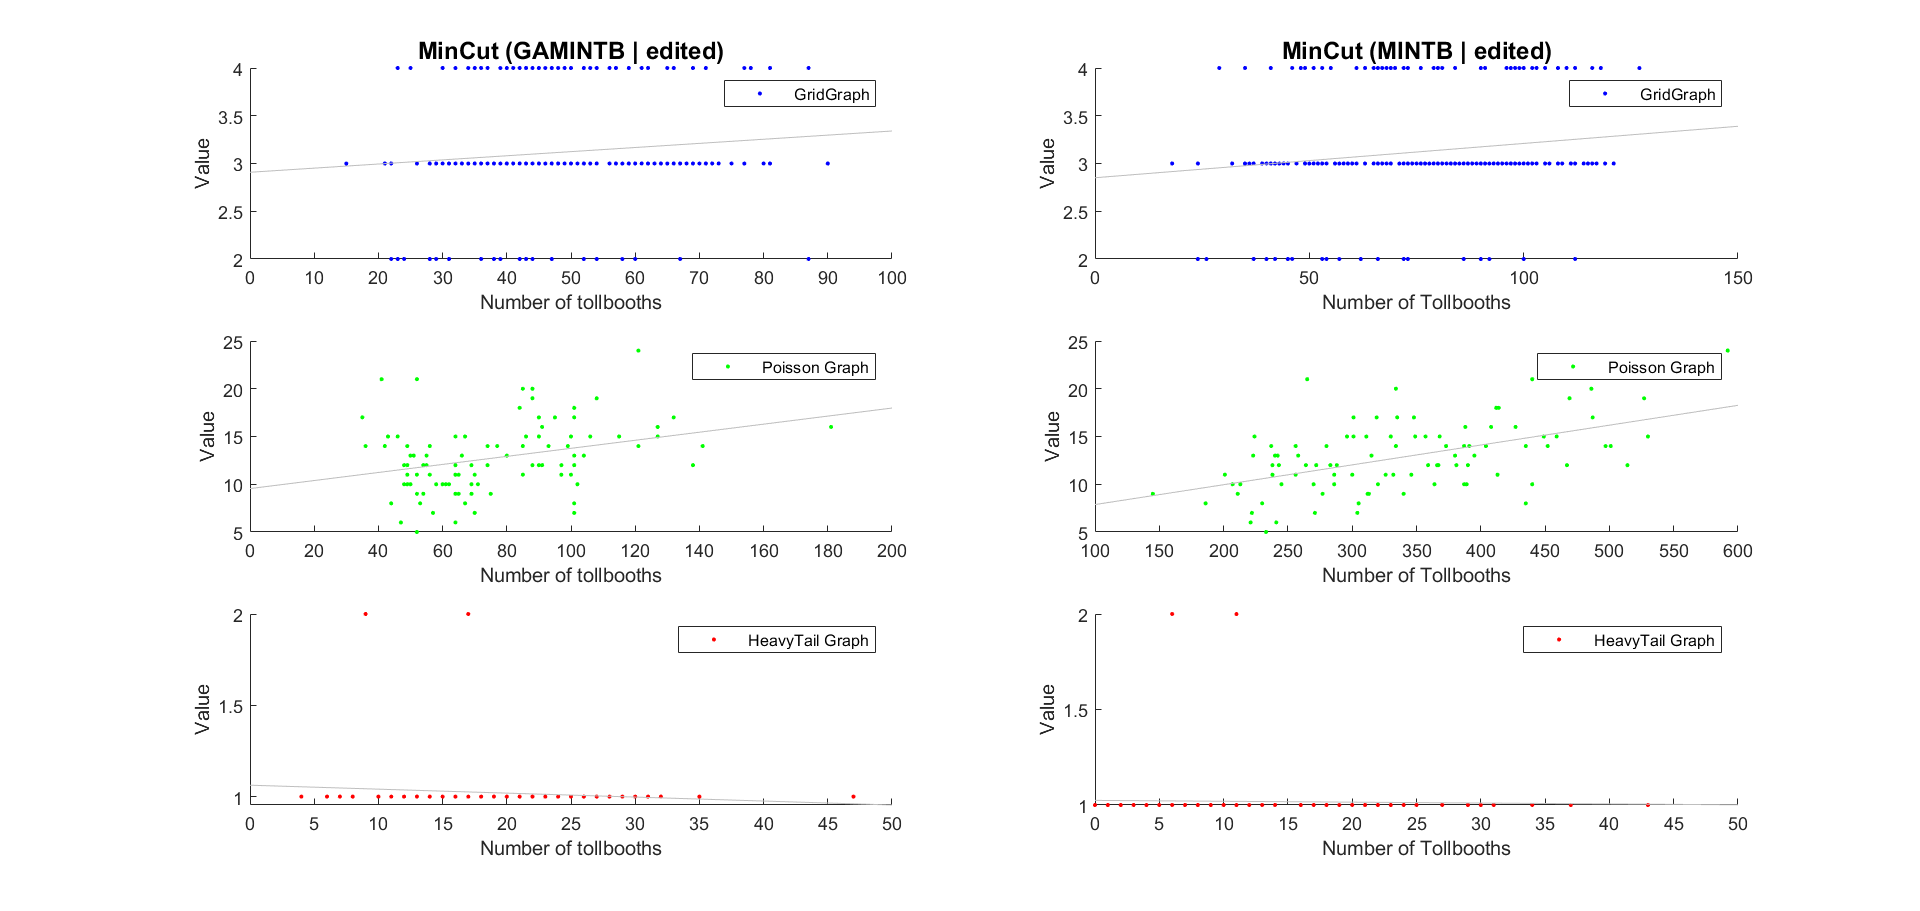 MinCut (GAMINTB | edited)
4
3.5
3
2.5
2
Value
GridGraph
0 10 20 30 40 50 60 70 80 90 100
Number of tollbooths
MinCut (MINTB | edited)
4
3.5
3
2.5
2
Value
GridGraph
0 50 100 150
Number of Tollbooths
25
20
15
10
5
Value
Poisson Graph
0 20 40 60 80 100 120 140 160 180 200
Number of tollbooths
25
20
15
10
5
Value
Poisson Graph
100 150 200 250 300 350 400 450 500 550 600
Number of Tollbooths
2
1.5
1
Value
HeavyTail Graph
0 5 10 15 20 25 30 35 40 45 50
Number of tollbooths
2
1.5
1
Value
HeavyTail Graph
0 5 10 15 20 25 30 35 40 45 50
Number of Tollbooths